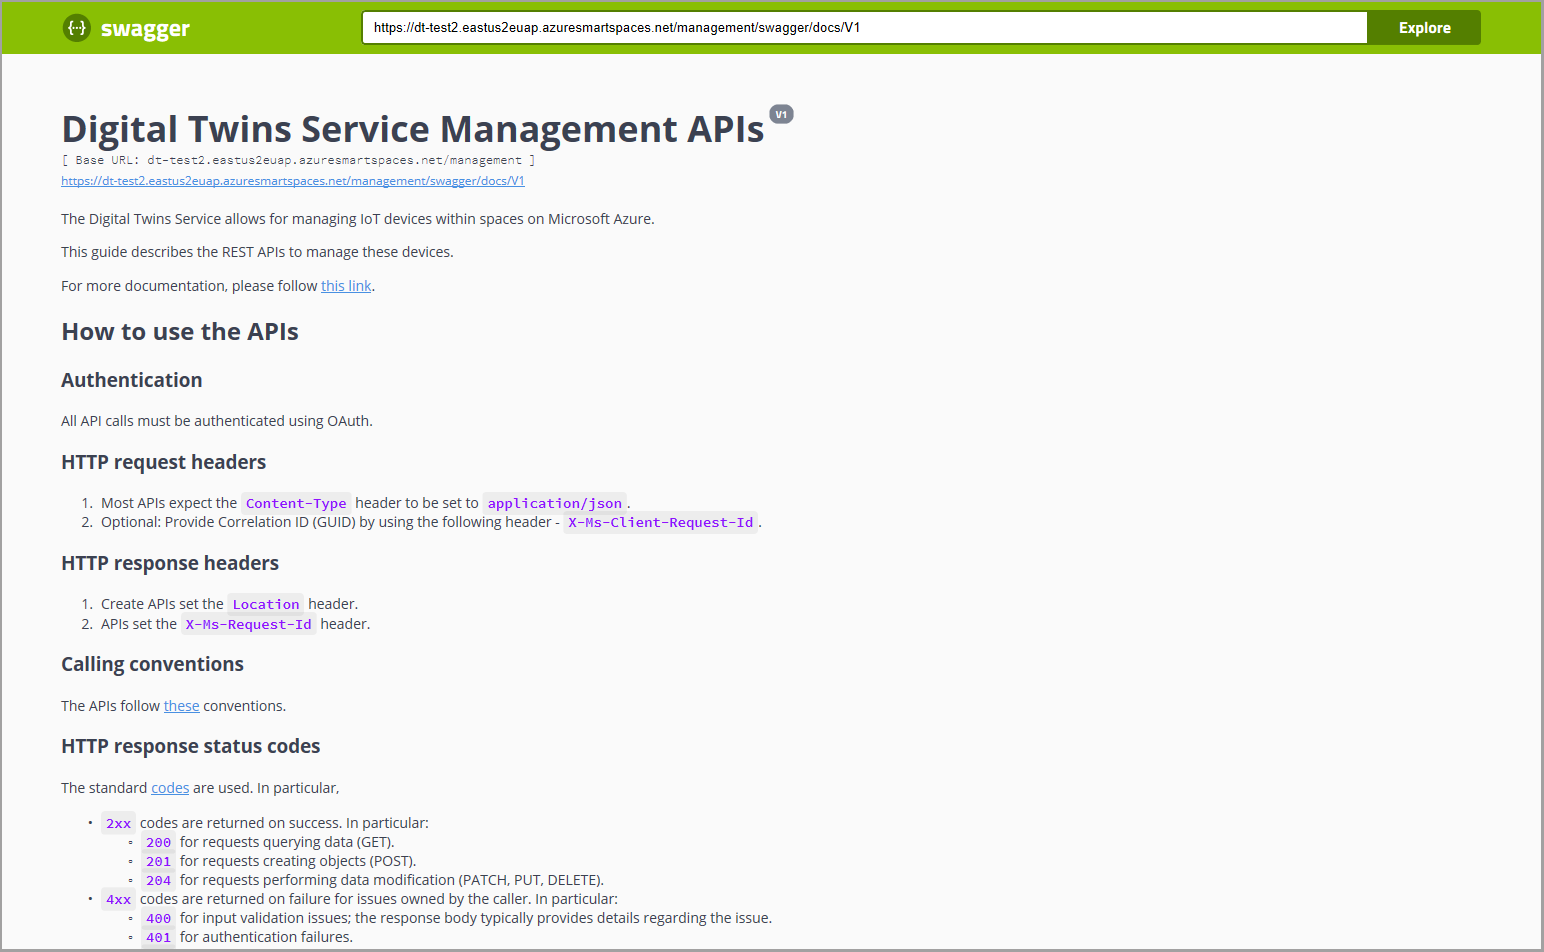 {··} swagger
https://dt-test2.eastus2euap.azuresmartspaces.net/management/swagger/docs/V1
Explore
Digital Twins Service Management APIs V1
[ Base URL: dt-test2.eastus2euap.azuresmartspaces.net/management ]
https://dt-test2.eastus2euap.azuresmartspaces.net/management/swagger/docs/V1
The Digital Twins Service allows for managing IoT devices within spaces on Microsoft Azure.
This guide describes the REST APIs to manage these devices.
For more documentation, please follow this link.
How to use the APIs
Authentication
All API calls must be authenticated using OAuth.
HTTP request headers
1. Most APIs expect the Content-Type header to be set to application/json.
2. Optional: Provide Correlation ID (GUID) by using the following header - X-Ms-Client-Request-Id.
HTTP response headers
1. Create APIs set the Location header.
2. APIs set the X-Ms-Request-Id header.
Calling conventions
The APIs follow these conventions.
HTTP response status codes
The standard codes are used. In particular,
• 2xx codes are returned on success. In particular:
◦ 200 for requests querying data (GET).
◦ 201 for requests creating objects (POST).
◦ 204 for requests performing data modification (PATCH, PUT, DELETE).
• 4xx codes are returned on failure for issues owned by the caller. In particular:
◦ 400 for input validation issues; the response body typically provides details regarding the issue.
◦ 401 for authentication failures.